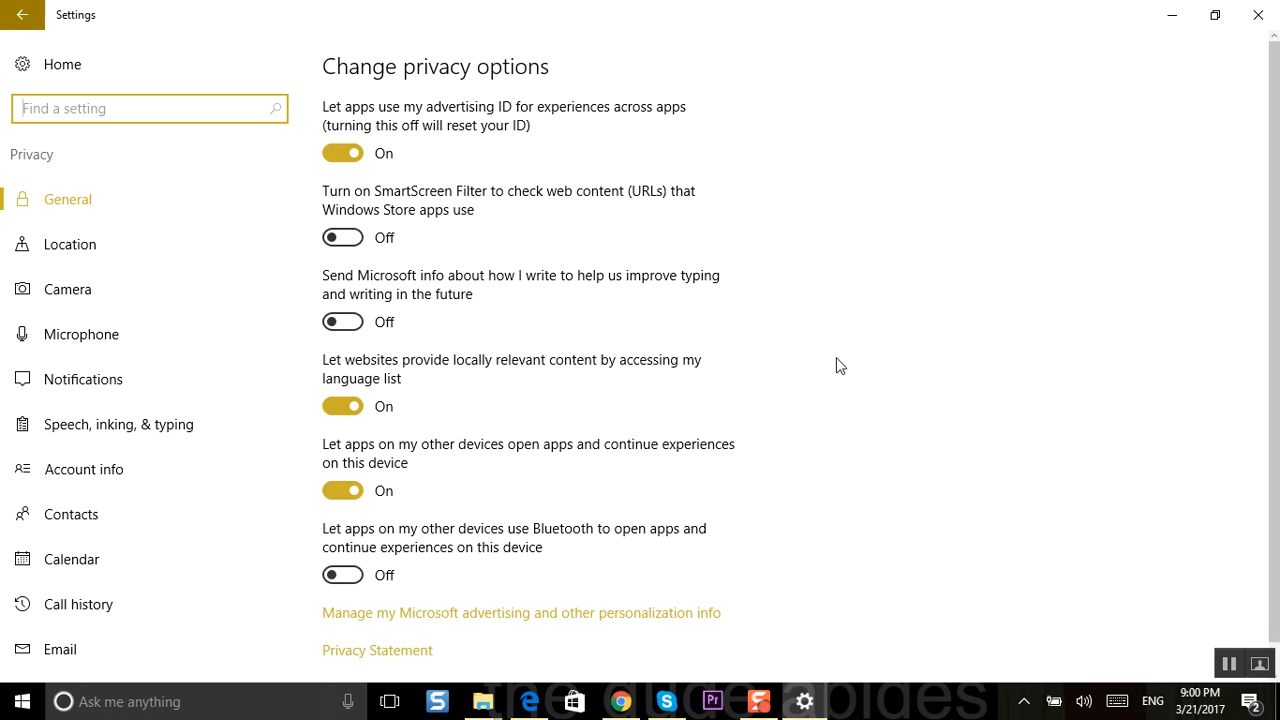 Settings
Home
Find a setting
Privacy
General
Location
Camera
Microphone
Notifications
Speech, inking, & typing
Account info
Contacts
Calendar
Call history
Email
Change privacy options
Let apps use my advertising ID for experiences across apps
(turning this off will reset your ID)
On
Turn on SmartScreen Filter to check web content (URLs) that
Windows Store apps use
Off
Send Microsoft info about how I write to help us improve typing
and writing in the future
Off
Let websites provide locally relevant content by accessing my
language list
On
Let apps on my other devices open apps and continue experiences
on this device
On
Let apps on my other devices use Bluetooth to open apps and
continue experiences on this device
Off
Manage my Microsoft advertising and other personalization info
Privacy Statement
Ask me anything
the dude abides
S
Pr
S
ENG
9:00 PM
3/21/2017
2